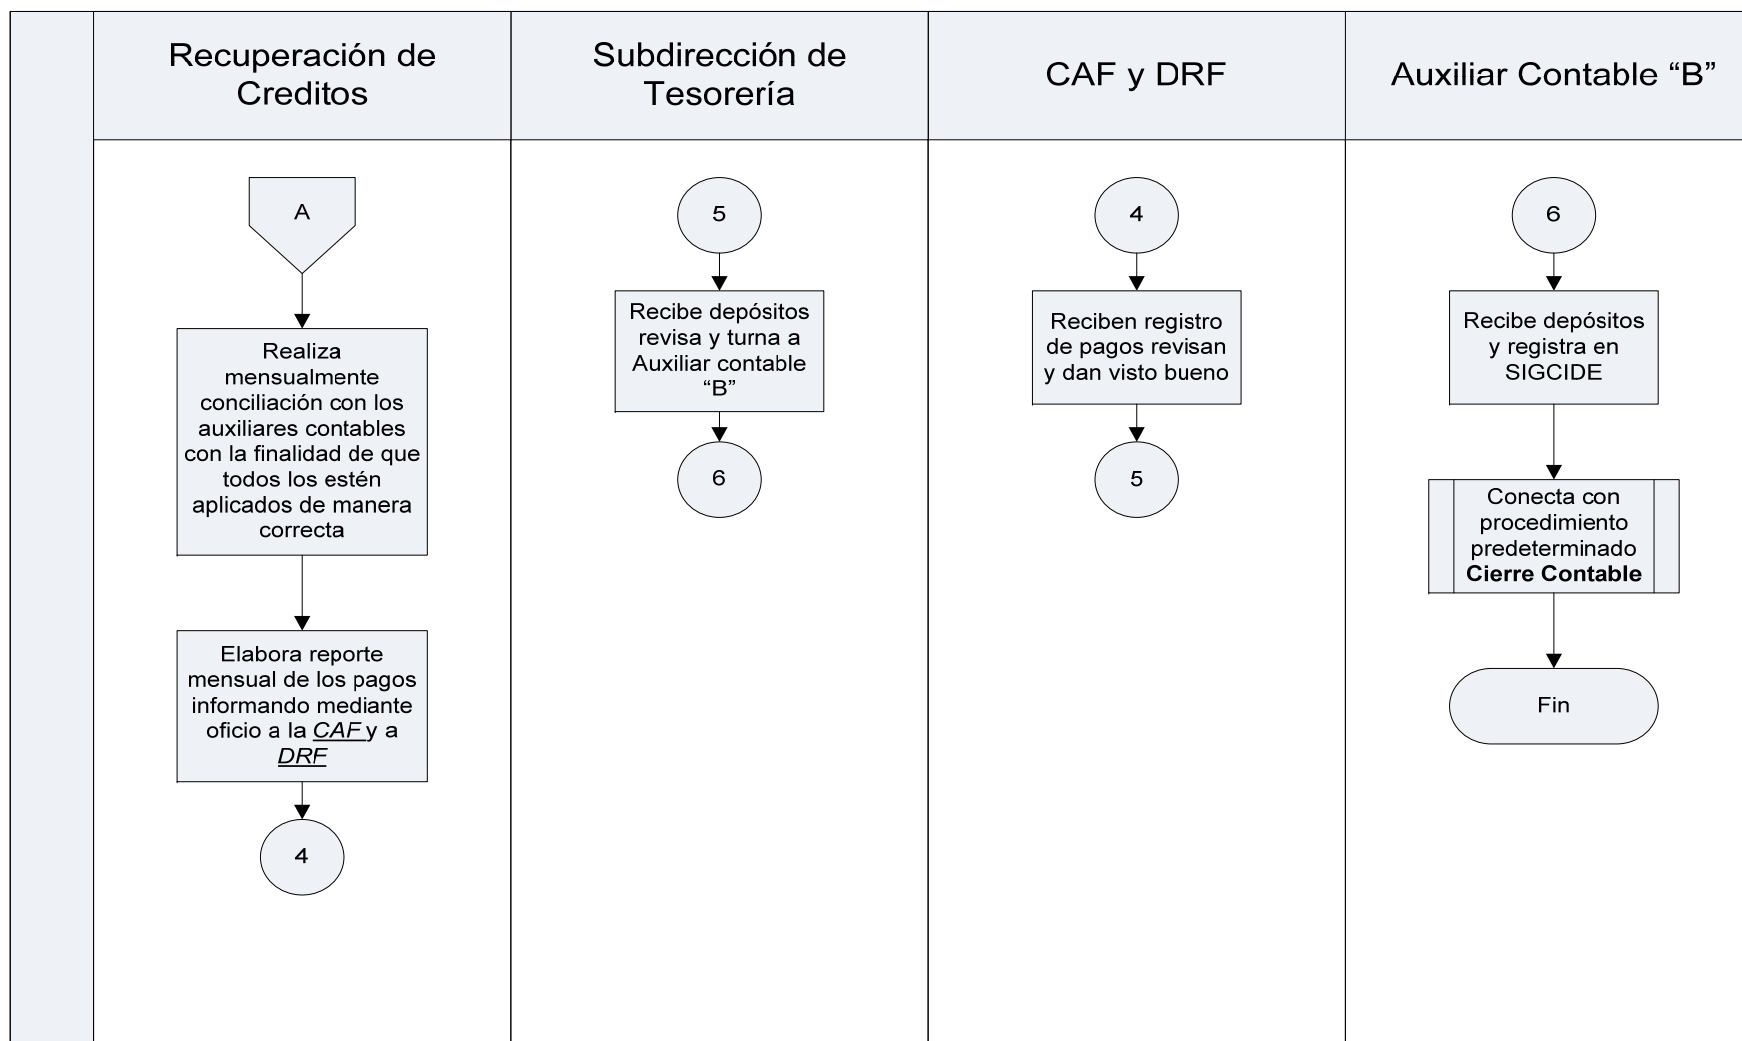 Recuperación de
Creditos
Subdirección de
Tesorería
CAF y DRF
Auxiliar Contable “B”
A
Realiza
mensualmente
conciliación con los
auxiliares contables
con la finalidad de que
todos los estén
aplicados de manera
correcta
Elabora reporte
mensual de los pagos
informando mediante
oficio a la CAF y a
DRF
4
5
Recibe depósitos
revisa y turna a
Auxiliar contable
“B”
6
4
Reciben registro
de pagos revisan
y dan visto bueno
5
6
Recibe depósitos
y registra en
SIGCIDE
Conecta con
procedimiento
predeterminado
Cierre Contable
Fin